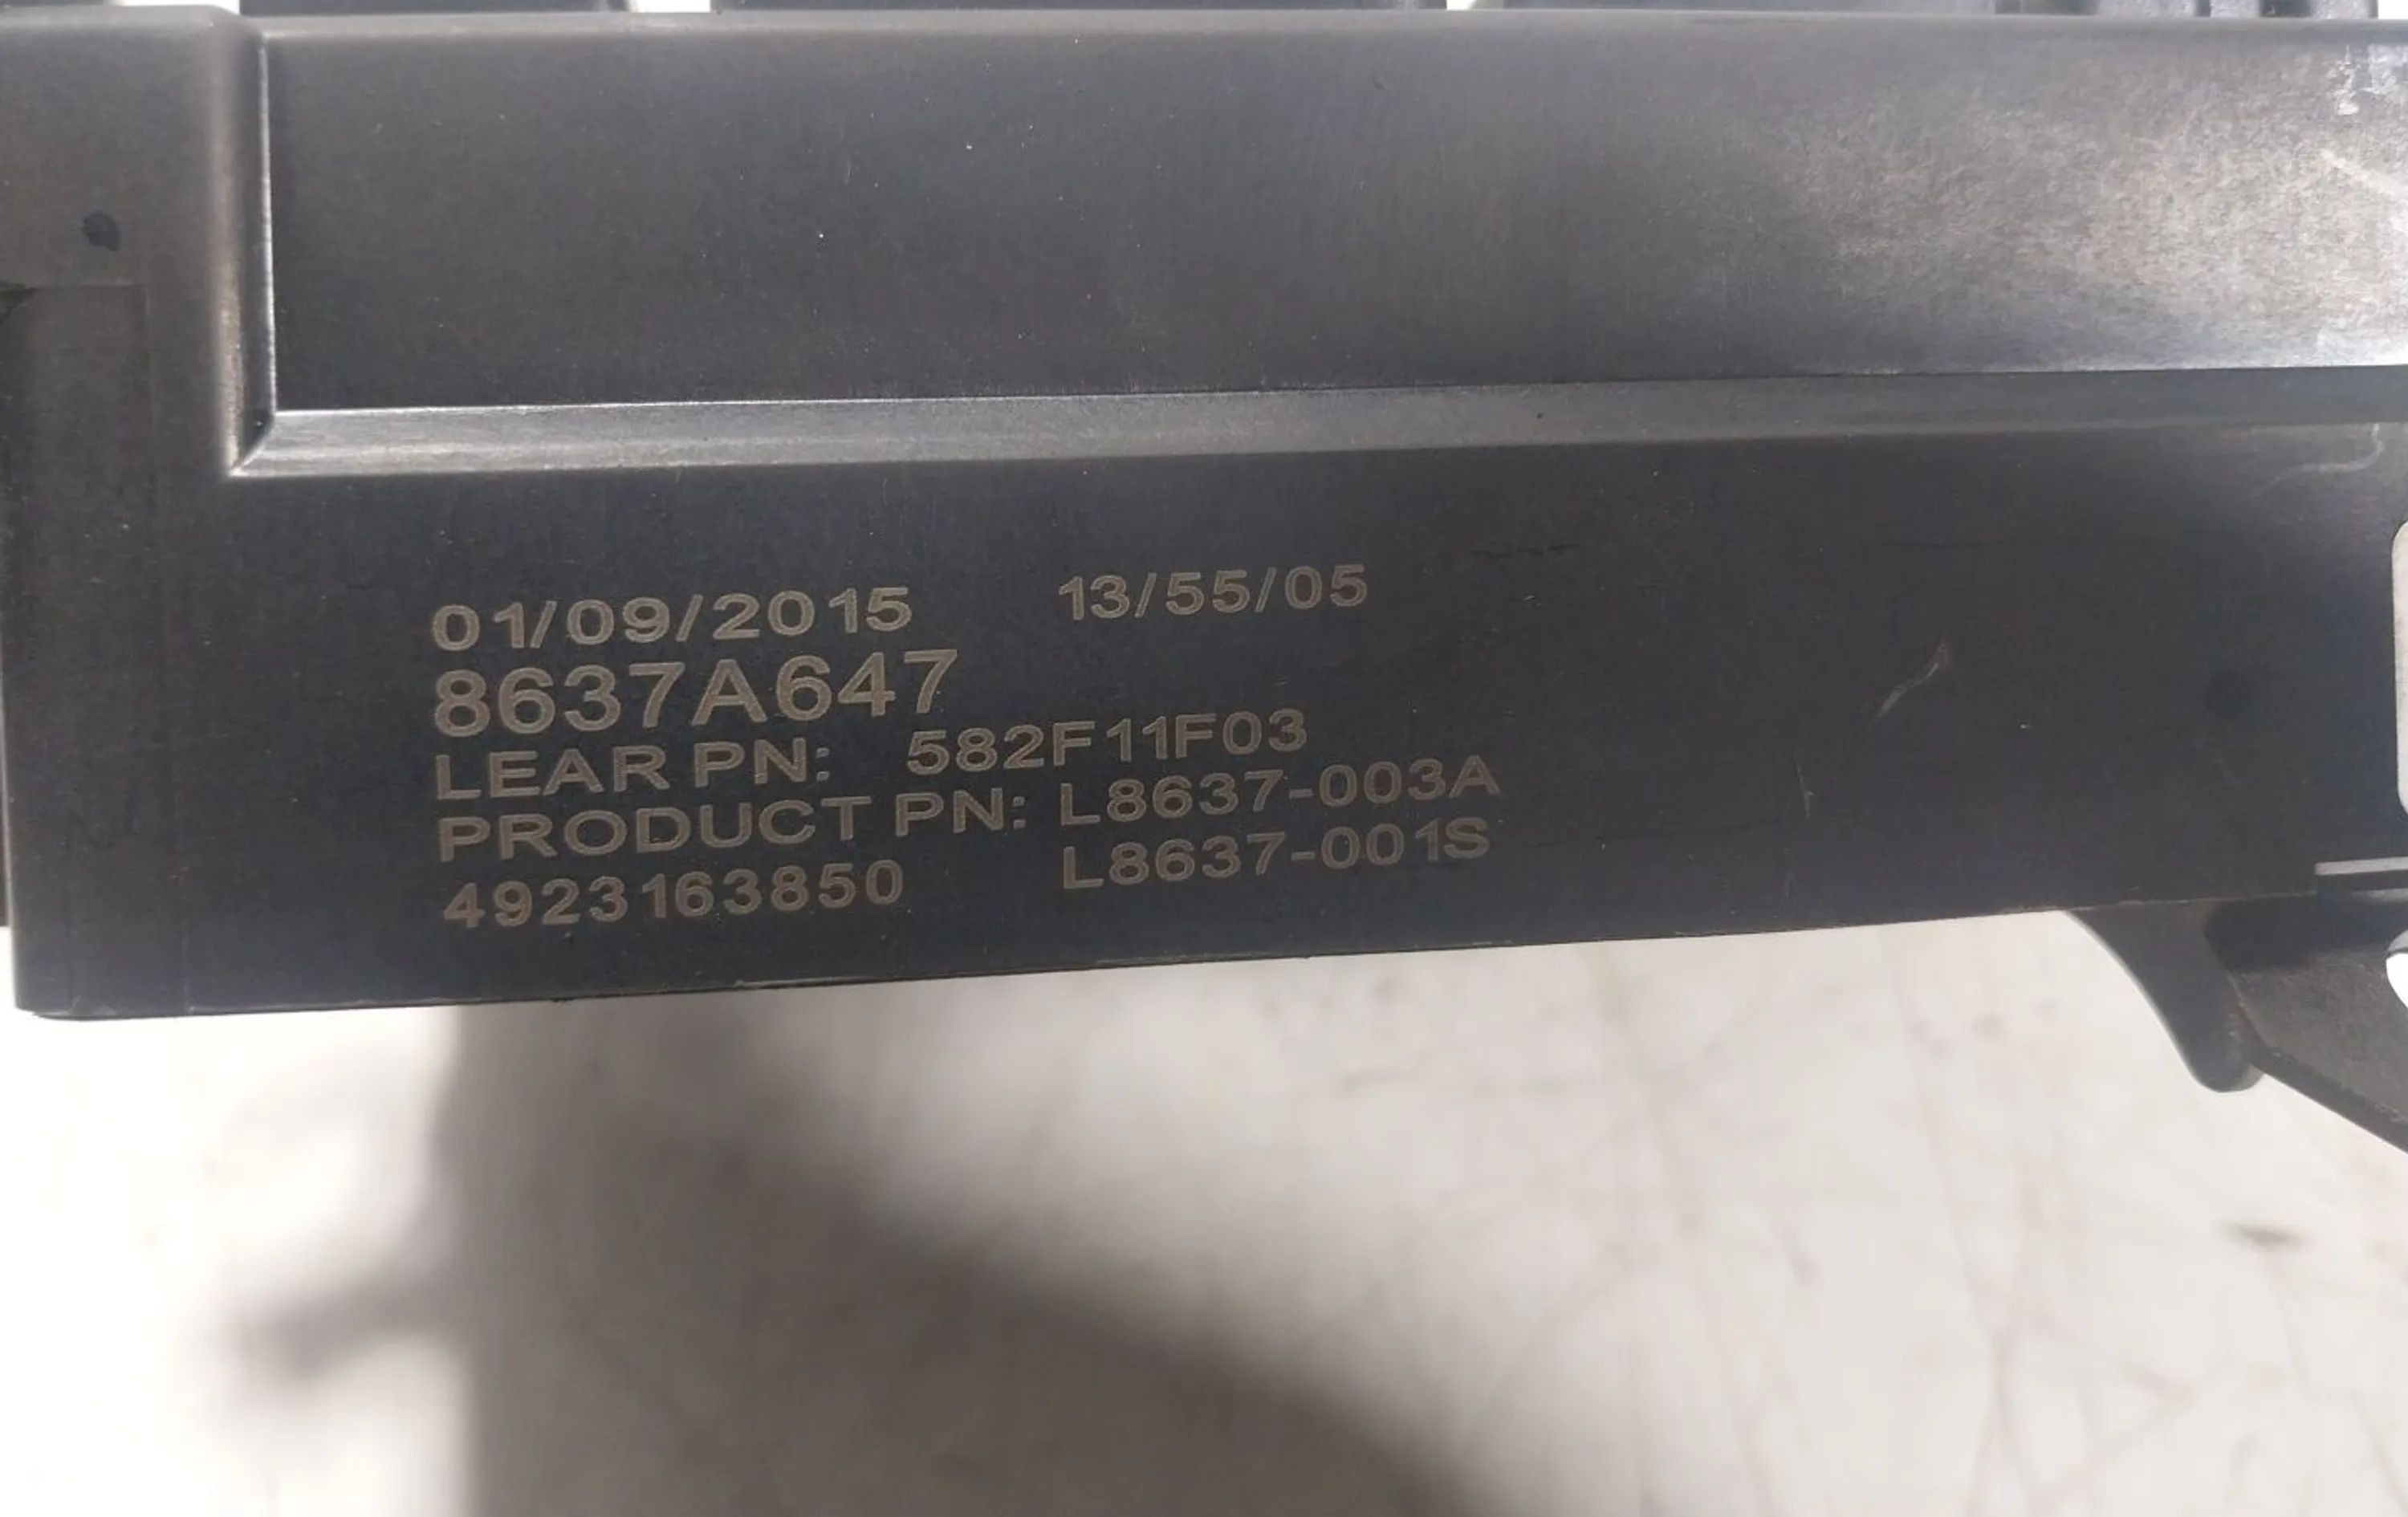 01/09/2015 13/55/05
8637A647
LEAR PN: 582F11F03
PRODUCT PN: L8637-003A
4923163850 L8637-001S